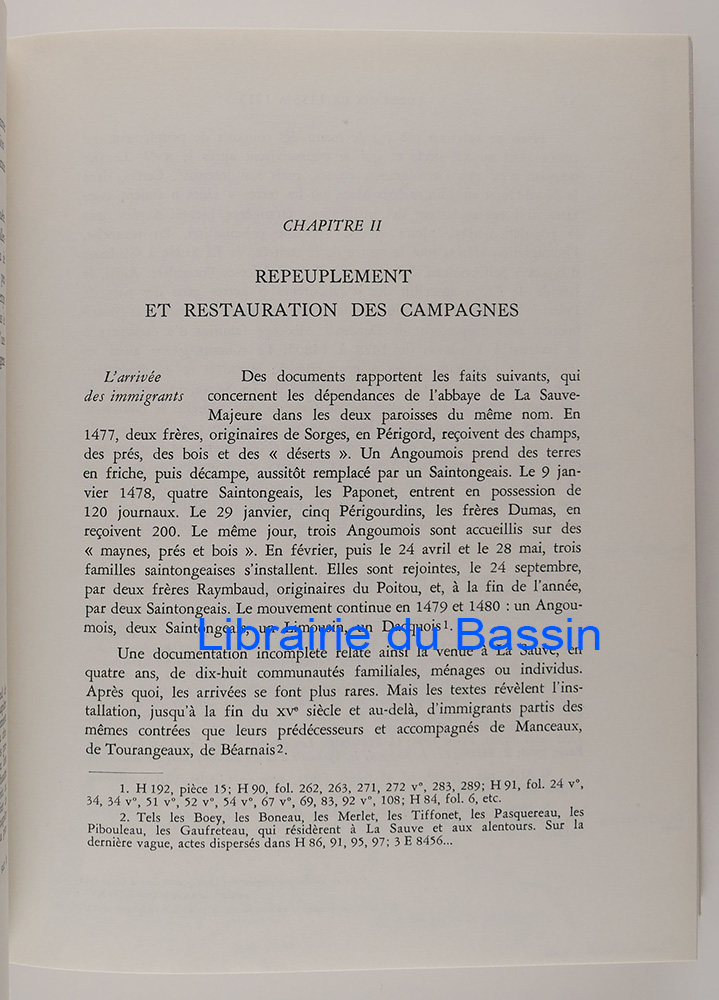 CHAPITRE II
REPEUPLEMENT
ET RESTAURATION DES CAMPAGNES
L'arrivée
des immigrants
Des documents rapportent les faits suivants, qui
concernent les dépendances de l'abbaye de La Sauve-
Majeure dans les deux paroisses du même nom. En
1477, deux frères, originaires de Sorges, en Périgord, reçoivent des champs,
des prés, des bois et des « déserts ». Un Angoumois prend des terres
en friche, puis décampe, aussitôt remplacé par un Saintongeais. Le 9 jan-
vier 1478, quatre Saintongeais, les Paponet, entrent en possession de
120 journaux. Le 29 janvier, cinq Périgourdins, les frères Dumas, en
reçoivent 200. Le même jour, trois Angoumois sont accueillis sur des
« maynes, prés et bois ». En février, puis le 24 avril et le 28 mai, trois
familles saintongeaises s'installent. Elles sont rejointes, le 24 septembre,
par deux frères Raymbaud, originaires du Poitou, et, à la fin de l'année,
par deux Saintongeais. Le mouvement continue en 1479 et 1480 : un Angou-
mois, deux Saintongeais, un Limousin, un Dacquois1.
Librairie du Bassin
Une documentation incomplète relate ainsi la venue à La Sauve, en
quatre ans, de dix-huit communautés familiales, ménages ou individus.
Après quoi, les arrivées se font plus rares. Mais les textes révèlent l'ins-
tallation, jusqu'à la fin du XVe siècle et au-delà, d'immigrants partis des
mêmes contrées que leurs prédécesseurs et accompagnés de Manceaux,
de Tourangeaux, de Béarnais2.
1. H 192, pièce 15; H 90, fol. 262, 263, 271, 272 v°, 283, 289; H 91, fol. 24 v°,
34, 34 v°, 51 v°, 52 v°, 54 v°, 67 v°, 69, 83, 92 v°, 108; H 84, fol. 6, etc.
2. Tels les Boey, les Boneau, les Merlet, les Tiffonet, les Pasquereau, les
Pibouleau, les Gaufreteau, qui résidèrent à La Sauve et aux alentours. Sur la
dernière vague, actes dispersés dans H 86, 91, 95, 97; 3 E 8456...